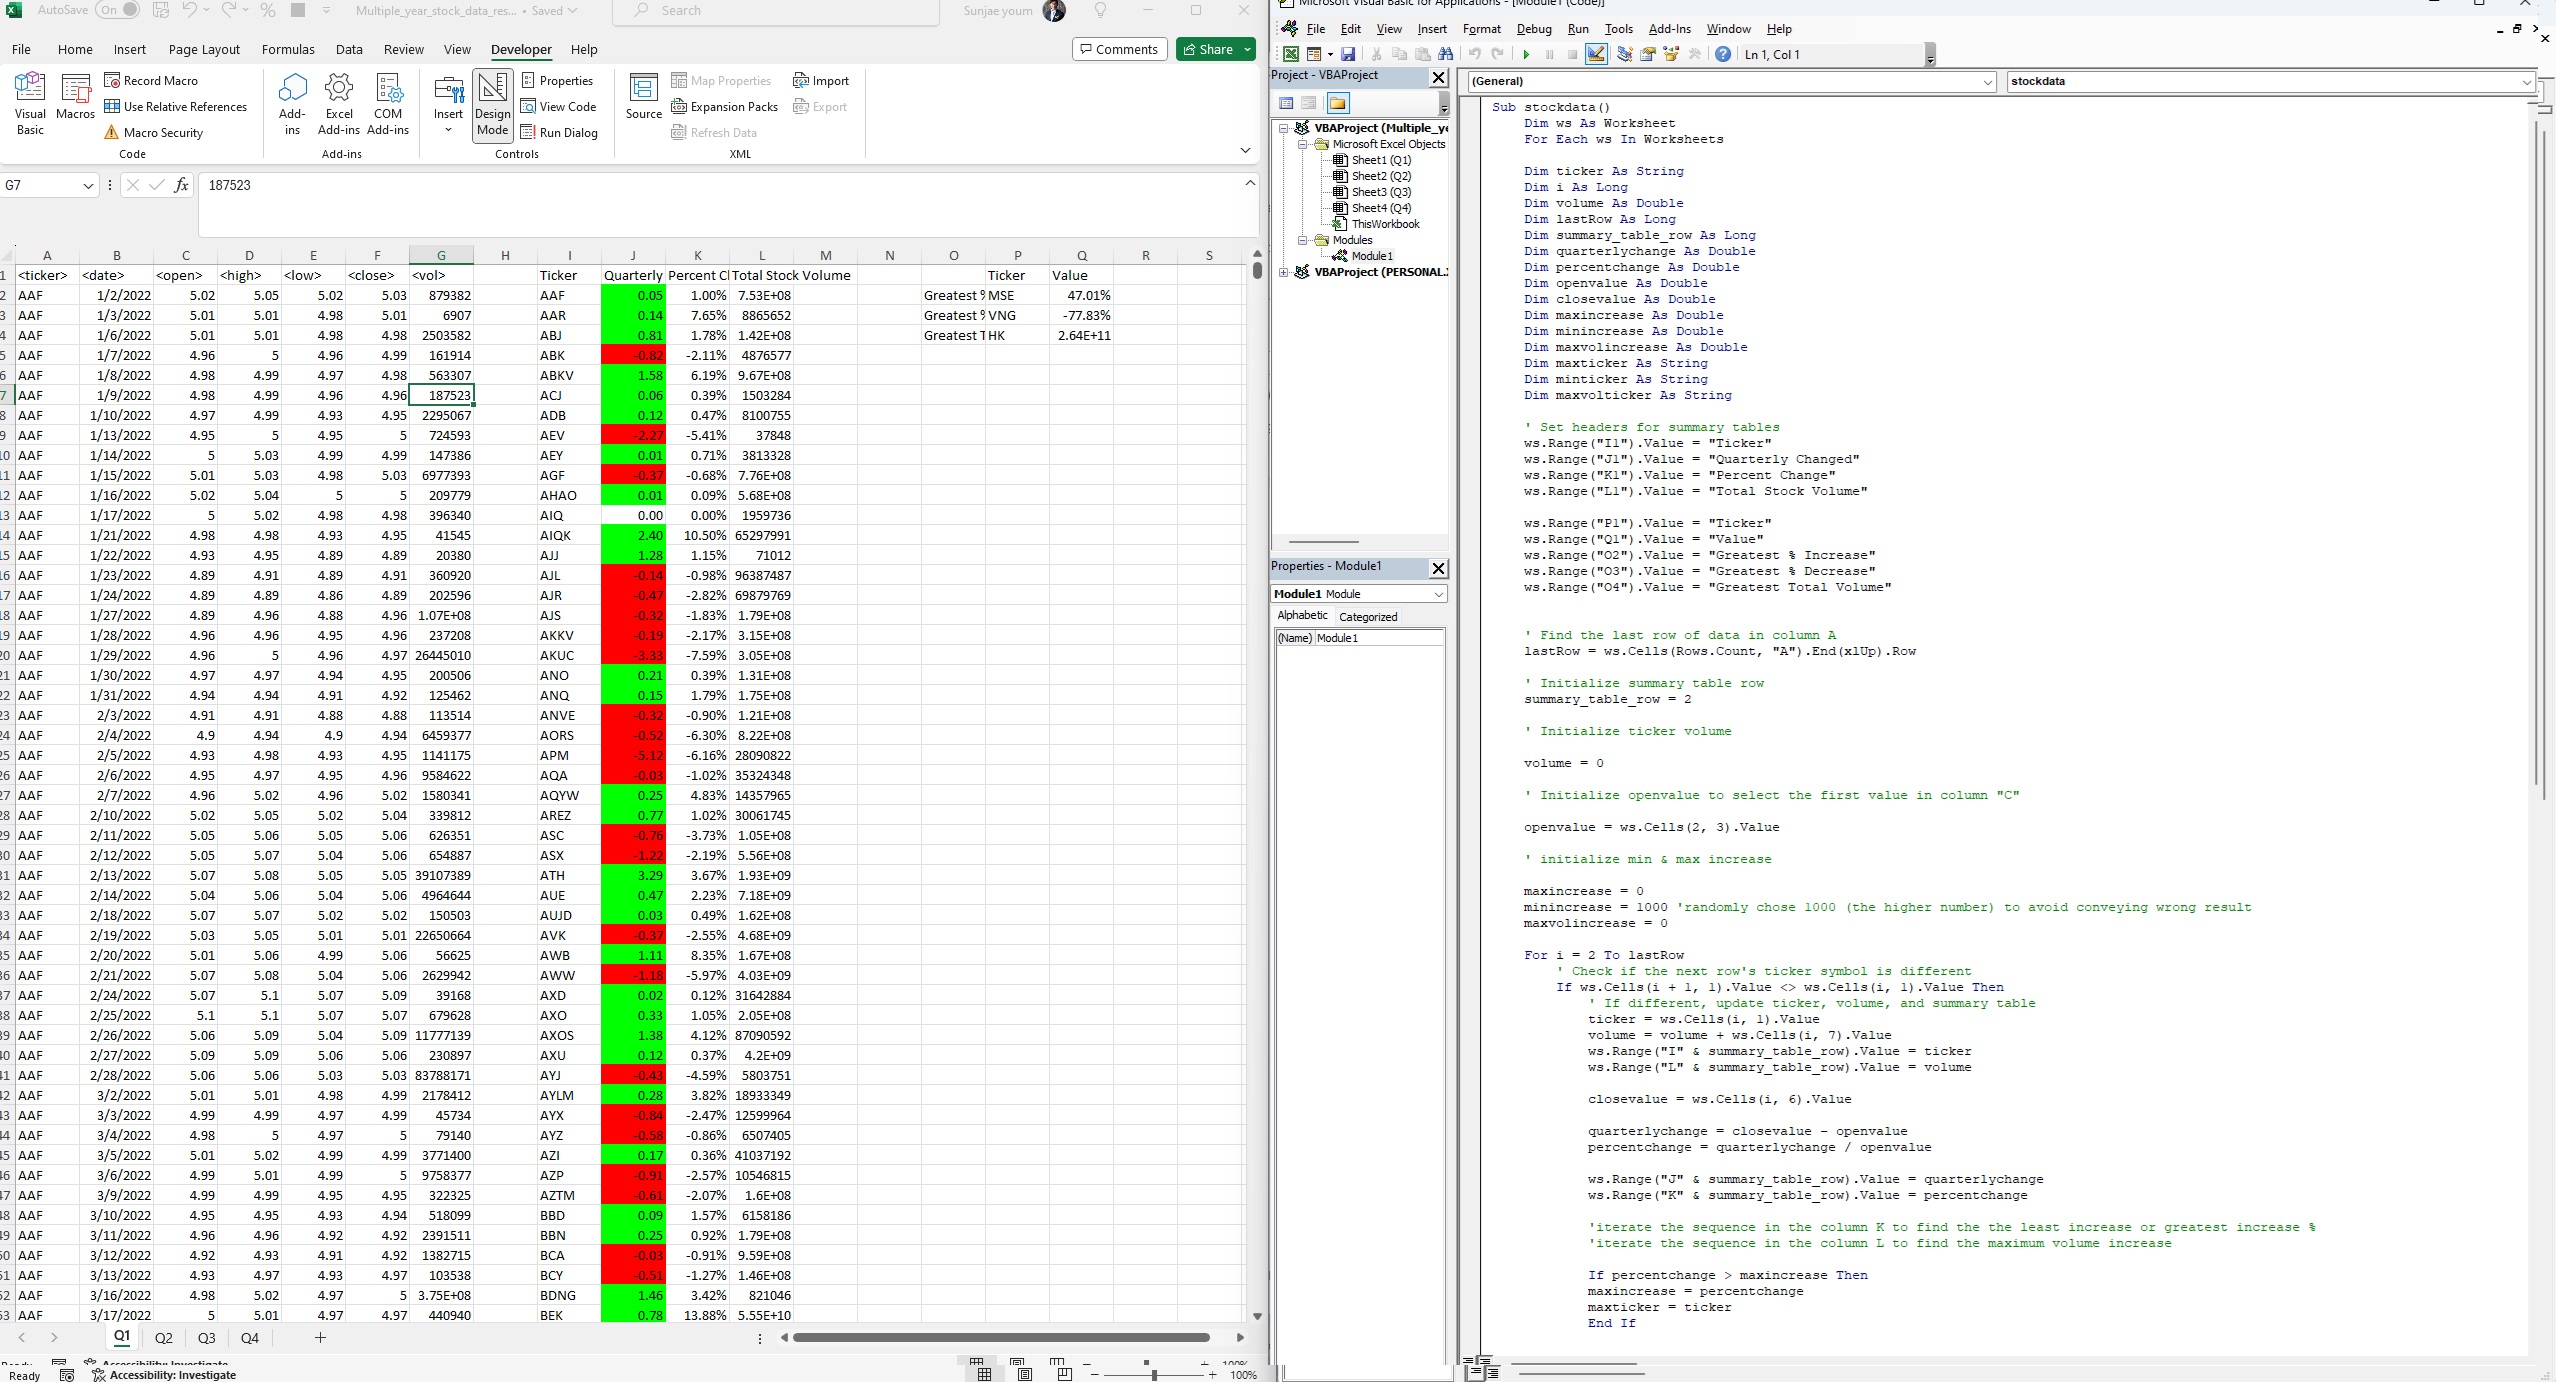 AutoSave On Multiple_year_stock_data_res... • Saved Search Sunjae youm
File Home Insert Page Layout Formulas Data Review View Developer Help Comments Share
Visual Basic
Macros
Record Macro
Use Relative References
Macro Security
Code
Add-ins
Excel Add-ins
COM Add-ins
Add-ins
Insert
Design Mode
Properties
View Code
Run Dialog
Controls
Source
Map Properties
Expansion Packs
Refresh Data
Import
Export
XML
G7 fx 187523
A B C D E F G H I J K L M N O P Q R S
1 <ticker> <date> <open> <high> <low> <close> <vol> Ticker Quarterly Percent Cl Total Stock Volume Ticker Value
2 AAF 1/2/2022 5.02 5.05 5.02 5.03 879382 AAF 0.05 1.00% 7.53E+08 Greatest % MSE 47.01%
3 AAF 1/3/2022 5.01 5.01 4.98 5.01 6907 AAR 0.14 7.65% 8865652 Greatest % VNG -77.83%
4 AAF 1/6/2022 5.01 5.01 4.98 4.98 2503582 ABJ 0.81 1.78% 1.42E+08 Greatest T HK 2.64E+11
5 AAF 1/7/2022 4.96 5 4.96 4.99 161914 ABK -0.82 -2.11% 4876577
6 AAF 1/8/2022 4.98 4.99 4.97 4.98 563307 ABKV 1.58 6.19% 9.67E+08
7 AAF 1/9/2022 4.98 4.99 4.96 4.96 187523 ACJ 0.06 0.39% 1503284
8 AAF 1/10/2022 4.97 4.99 4.93 4.95 2295067 ADB 0.12 0.47% 8100755
9 AAF 1/13/2022 4.95 5 4.95 5 724593 AEV -2.27 -5.41% 37848
10 AAF 1/14/2022 5 5.03 4.99 4.99 147386 AEY 0.01 0.71% 3813328
11 AAF 1/15/2022 5.01 5.03 4.98 5.03 6977393 AGF -0.37 -0.68% 7.76E+08
12 AAF 1/16/2022 5.02 5.04 5 5 209779 AHAO 0.01 0.09% 5.68E+08
13 AAF 1/17/2022 5 5.02 4.98 4.98 396340 AIQ 0.00 0.00% 1959736
14 AAF 1/21/2022 4.98 4.98 4.93 4.95 41545 AIQK 2.40 10.50% 65297991
15 AAF 1/22/2022 4.93 4.95 4.89 4.89 20380 AJJ 1.28 1.15% 71012
16 AAF 1/23/2022 4.89 4.91 4.89 4.91 360920 AJL -0.14 -0.98% 96387487
17 AAF 1/24/2022 4.89 4.89 4.86 4.89 202596 AJR -0.47 -2.82% 69879769
18 AAF 1/27/2022 4.89 4.96 4.88 4.96 1.07E+08 AJS -0.32 -1.83% 1.79E+08
19 AAF 1/28/2022 4.96 4.96 4.95 4.96 237208 AKKV -0.19 -2.17% 3.15E+08
20 AAF 1/29/2022 4.96 5 4.96 4.97 26445010 AKUC -3.33 -7.59% 3.05E+08
21 AAF 1/30/2022 4.97 4.97 4.94 4.95 200506 ANO 0.21 0.39% 1.31E+08
22 AAF 1/31/2022 4.94 4.94 4.91 4.92 125462 ANQ 0.15 1.79% 1.75E+08
23 AAF 2/3/2022 4.91 4.91 4.88 4.88 113514 ANVE -0.32 -0.90% 1.21E+08
24 AAF 2/4/2022 4.9 4.94 4.9 4.94 6459377 AORS -0.52 -6.30% 8.22E+08
25 AAF 2/5/2022 4.93 4.98 4.93 4.95 1141175 APM -5.12 -6.16% 28090822
26 AAF 2/6/2022 4.95 4.97 4.95 4.96 9584622 AQA -0.03 -1.02% 35324348
27 AAF 2/7/2022 4.96 5.02 4.96 5.02 1580341 AQYW 0.25 4.83% 14357965
28 AAF 2/10/2022 5.02 5.05 5.02 5.04 339812 AREZ 0.77 1.02% 30061745
29 AAF 2/11/2022 5.05 5.06 5.05 5.06 626351 ASC -0.76 -3.73% 1.05E+08
30 AAF 2/12/2022 5.05 5.07 5.04 5.06 654887 ASX -1.22 -2.19% 5.56E+08
31 AAF 2/13/2022 5.07 5.08 5.05 5.05 39107389 ATH 3.29 3.67% 1.93E+09
32 AAF 2/14/2022 5.04 5.06 5.04 5.06 4964644 AUE 0.47 2.23% 7.18E+09
33 AAF 2/18/2022 5.07 5.07 5.02 5.02 150503 AUJD 0.03 0.49% 1.62E+08
34 AAF 2/19/2022 5.03 5.05 5.01 5.01 22650664 AVK -0.37 -2.55% 4.68E+09
35 AAF 2/20/2022 5.01 5.06 4.99 5.06 56625 AWB 1.11 8.35% 1.67E+08
36 AAF 2/21/2022 5.07 5.08 5.04 5.06 2629942 AWW -1.18 -5.97% 4.03E+09
37 AAF 2/24/2022 5.07 5.1 5.07 5.09 39168 AXD 0.02 0.12% 31642884
38 AAF 2/25/2022 5.1 5.1 5.07 5.07 679628 AXO 0.33 1.05% 2.05E+08
39 AAF 2/26/2022 5.06 5.09 5.04 5.09 11777139 AXOS 1.38 4.12% 87090592
40 AAF 2/27/2022 5.09 5.09 5.06 5.06 230897 AXU 0.12 0.37% 4.2E+09
41 AAF 2/28/2022 5.06 5.06 5.03 5.03 83788171 AYJ -0.43 -4.59% 5803751
42 AAF 3/2/2022 5.01 5.01 4.98 4.99 2178412 AYLM 0.28 3.82% 18933349
43 AAF 3/3/2022 4.99 4.99 4.97 4.99 45734 AYX -0.84 -2.47% 12599964
44 AAF 3/4/2022 4.98 5 4.97 5 79140 AYZ -0.58 -0.86% 6507405
45 AAF 3/5/2022 5.01 5.02 4.99 4.99 3771400 AZI 0.17 0.36% 41037192
46 AAF 3/6/2022 4.99 5.01 4.99 5 9758377 AZP -0.91 -2.57% 10546815
47 AAF 3/9/2022 4.99 4.99 4.95 4.95 322325 AZTM -0.61 -2.07% 1.6E+08
48 AAF 3/10/2022 4.95 4.95 4.93 4.94 518099 BBD 0.09 1.57% 6158186
49 AAF 3/11/2022 4.96 4.96 4.92 4.92 2391511 BBN 0.25 0.92% 1.79E+08
50 AAF 3/12/2022 4.92 4.93 4.91 4.92 1382715 BCA -0.03 -0.91% 9.59E+08
51 AAF 3/13/2022 4.93 4.97 4.93 4.97 103538 BCY -0.51 -1.27% 1.46E+08
52 AAF 3/16/2022 4.98 5.02 4.97 5 3.75E+08 BDNG 1.46 3.42% 821046
53 AAF 3/17/2022 5 5.01 4.97 4.97 440940 BEK 0.78 13.88% 5.55E+10
Q1 Q2 Q3 Q4
Accessibility: Investigate 100%
Ready Accessibility: Investigate 100%
Microsoft Visual Basic for Applications - [Module1 (Code)]
File Edit View Insert Format Debug Run Tools Add-Ins Window Help
Ln 1, Col 1
Project - VBAProject
VBAProject (Multiple_ye
Microsoft Excel Objects
Sheet1 (Q1)
Sheet2 (Q2)
Sheet3 (Q3)
Sheet4 (Q4)
ThisWorkbook
Modules
Module1
VBAProject (PERSONAL.
Properties - Module1
Module1 Module
Alphabetic Categorized
(Name) Module1
(General) stockdata
Sub stockdata()
Dim ws As Worksheet
For Each ws In Worksheets
Dim ticker As String
Dim i As Long
Dim volume As Double
Dim lastRow As Long
Dim summary_table_row As Long
Dim quarterlychange As Double
Dim percentchange As Double
Dim openvalue As Double
Dim closevalue As Double
Dim maxincrease As Double
Dim minincrease As Double
Dim maxvolincrease As Double
Dim maxticker As String
Dim minticker As String
Dim maxvolticker As String
' Set headers for summary tables
ws.Range("I1").Value = "Ticker"
ws.Range("J1").Value = "Quarterly Changed"
ws.Range("K1").Value = "Percent Change"
ws.Range("L1").Value = "Total Stock Volume"
ws.Range("P1").Value = "Ticker"
ws.Range("Q1").Value = "Value"
ws.Range("O2").Value = "Greatest % Increase"
ws.Range("O3").Value = "Greatest % Decrease"
ws.Range("O4").Value = "Greatest Total Volume"
' Find the last row of data in column A
lastRow = ws.Cells(Rows.Count, "A").End(xlUp).Row
' Initialize summary table row
summary_table_row = 2
' Initialize ticker volume
volume = 0
' Initialize openvalue to select the first value in column "C"
openvalue = ws.Cells(2, 3).Value
' initialize min & max increase
maxincrease = 0
minincrease = 1000 'randomly chose 1000 (the higher number) to avoid conveying wrong result
maxvolincrease = 0
For i = 2 To lastRow
' Check if the next row's ticker symbol is different
If ws.Cells(i + 1, 1).Value <> ws.Cells(i, 1).Value Then
' If different, update ticker, volume, and summary table
ticker = ws.Cells(i, 1).Value
volume = volume + ws.Cells(i, 7).Value
ws.Range("I" & summary_table_row).Value = ticker
ws.Range("L" & summary_table_row).Value = volume
closevalue = ws.Cells(i, 6).Value
quarterlychange = closevalue - openvalue
percentchange = quarterlychange / openvalue
ws.Range("J" & summary_table_row).Value = quarterlychange
ws.Range("K" & summary_table_row).Value = percentchange
'iterate the sequence in the column K to find the the least increase or greatest increase %
'iterate the sequence in the column L to find the maximum volume increase
If percentchange > maxincrease Then
maxincrease = percentchange
maxticker = ticker
End If